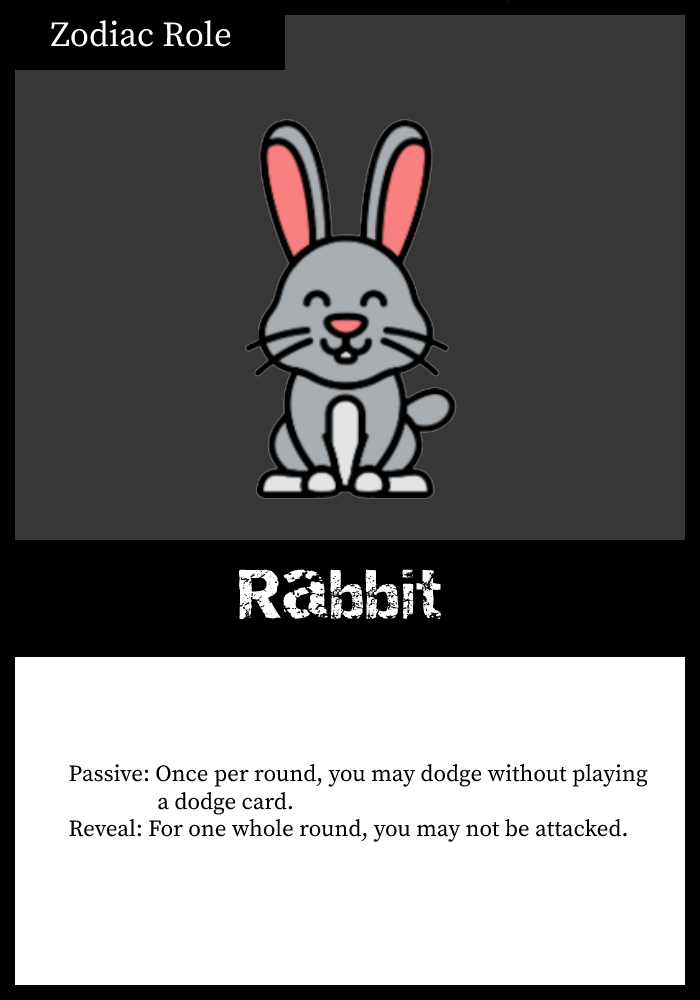 Zodiac Role
Rabbit
Passive: Once per round, you may dodge without playing
a dodge card.
Reveal: For one whole round, you may not be attacked.